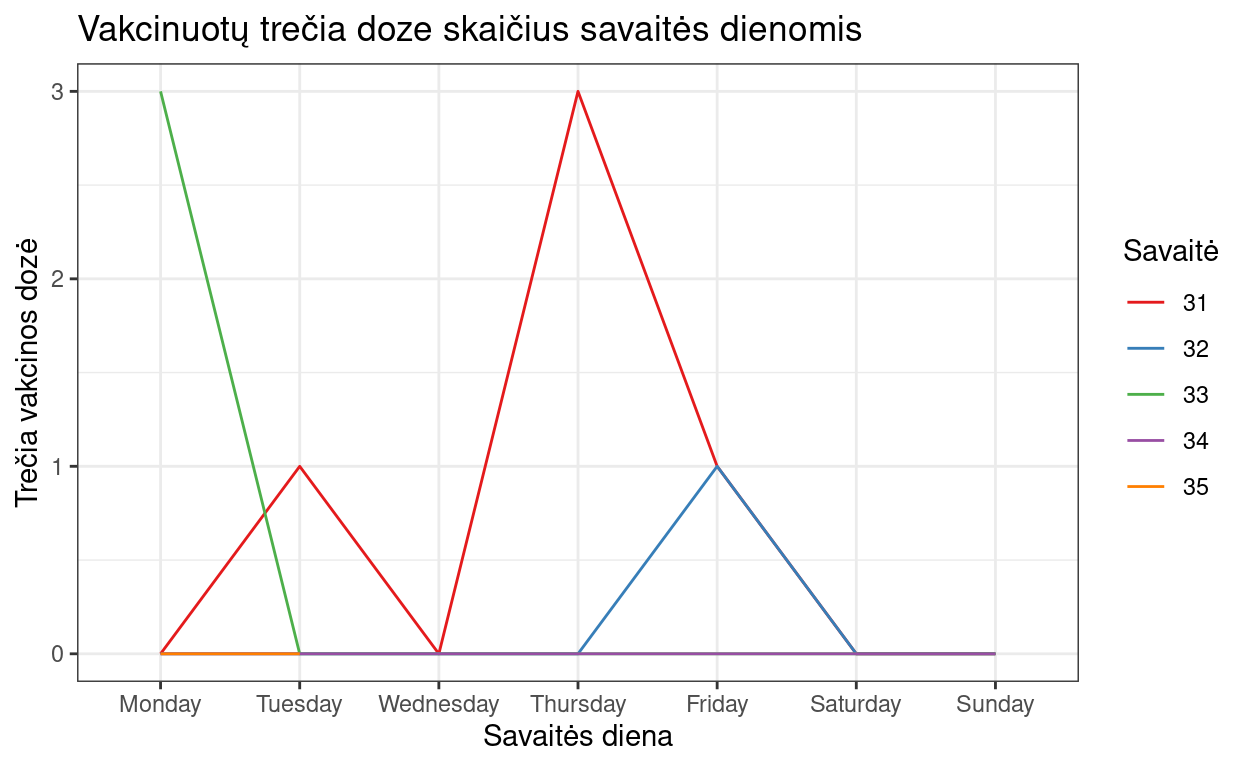 Vakcinuotų trečia doze skaičius savaitės dienomis
Trečia vakcinos dozė
3
2
1
0
Monday Tuesday Wednesday Thursday Friday Saturday Sunday
Savaitės diena
Savaitė
31
32
33
34
35